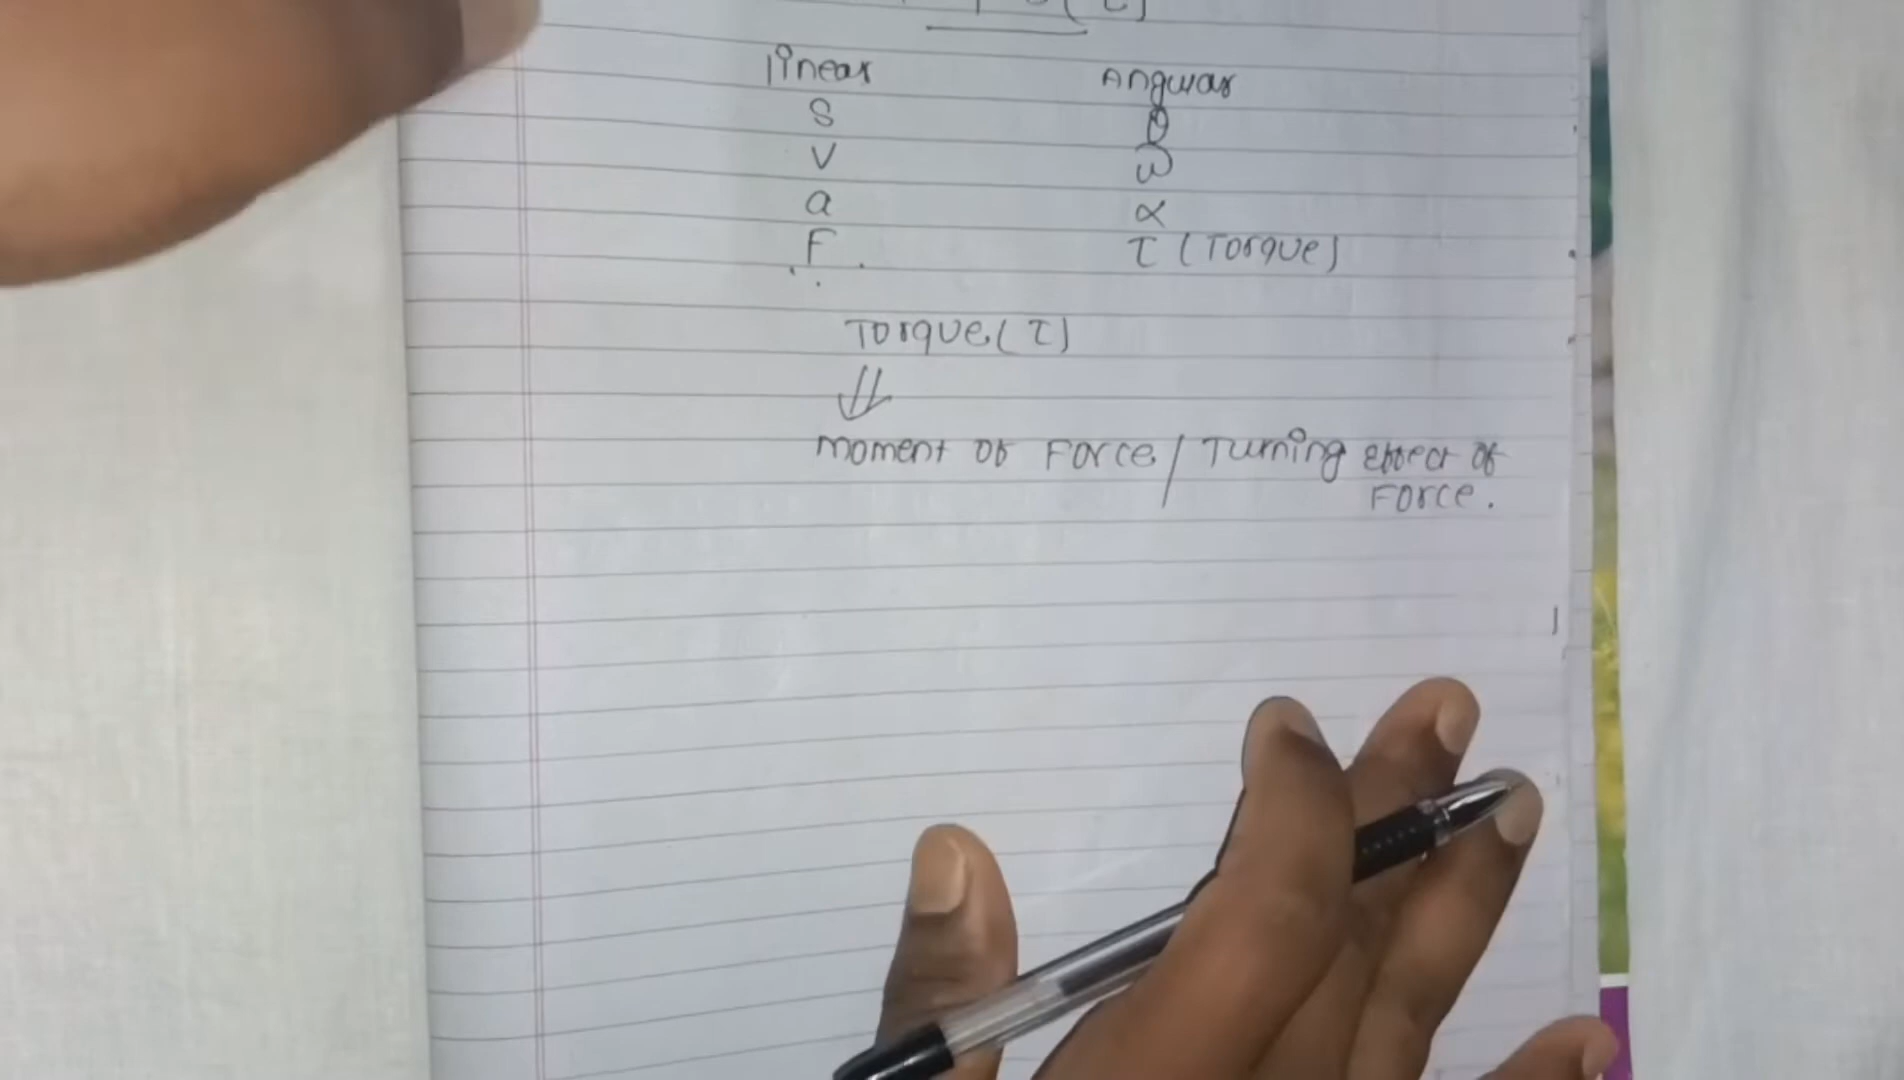 Linear Angular
S θ
V ω
a α
F τ (Torque)
Torque (τ)
⇓
Moment of Force / Turning effect of
Force.